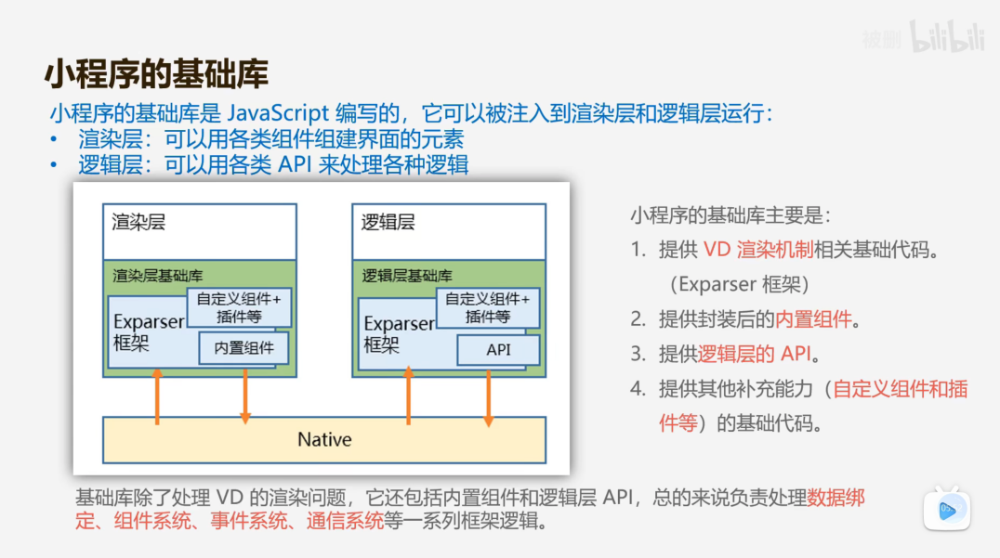 被删 bilibili
小程序的基础库
小程序的基础库是 JavaScript 编写的，它可以被注入到渲染层和逻辑层运行：
• 渲染层：可以用各类组件组建界面的元素
• 逻辑层：可以用各类 API 来处理各种逻辑
渲染层
渲染层基础库
自定义组件+
插件等
Exparser
框架
内置组件
逻辑层
逻辑层基础库
自定义组件+
插件等
Exparser
框架
API
Native
小程序的基础库主要是：
1. 提供 VD 渲染机制相关基础代码。
（Exparser 框架）
2. 提供封装后的内置组件。
3. 提供逻辑层的 API。
4. 提供其他补充能力（自定义组件和插
件等）的基础代码。
基础库除了处理 VD 的渲染问题，它还包括内置组件和逻辑层 API，总的来说负责处理数据绑
定、组件系统、事件系统、通信系统等一系列框架逻辑。